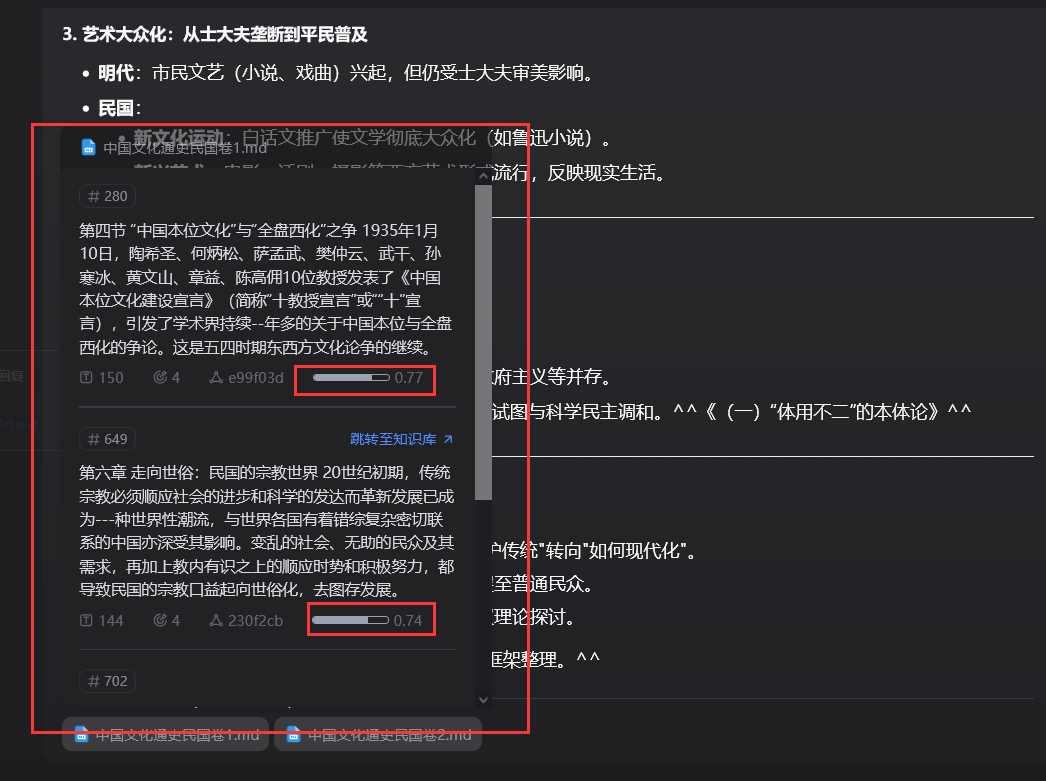 3. 艺术大众化：从士大夫垄断到平民普及
• 明代：市民文艺（小说、戏曲）兴起，但仍受士大夫审美影响。
• 民国：
• 新文化运动：白话文推广使文学彻底大众化（如鲁迅小说）。
中国文化通史民国卷1.md
流行，反映现实生活。
# 280
第四节 “中国本位文化”与“全盘西化”之争 1935年1月
10日，陶希圣、何炳松、萨孟武、樊仲云、武干、孙
寒冰、黄文山、章益、陈高佣10位教授发表了《中国
本位文化建设宣言》（简称“十教授宣言”或““十”宣
言），引发了学术界持续--年多的关于中国本位与全盘
西化的争论。这是五四时期东西方文化论争的继续。
150 4 e99f03d 0.77
府主义等并存。
试图与科学民主调和。^^《（一）“体用不二”的本体论》^^
# 649 跳转至知识库
第六章 走向世俗：民国的宗教世界 20世纪初期，传统
宗教必须顺应社会的进步和科学的发达而革新发展已成
为---种世界性潮流，与世界各国有着错综复杂密切联
系的中国亦深受其影响。变乱的社会、无助的民众及其
需求，再加上教内有识之上的顺应时势和积极努力，都
导致民国的宗教口益起向世俗化，去图存发展。
144 4 230f2cb 0.74
传统"转向"如何现代化"。
至普通民众。
理论探讨。
框架整理。^^
# 702
中国文化通史民国卷1.md 中国文化通史民国卷2.md
回复